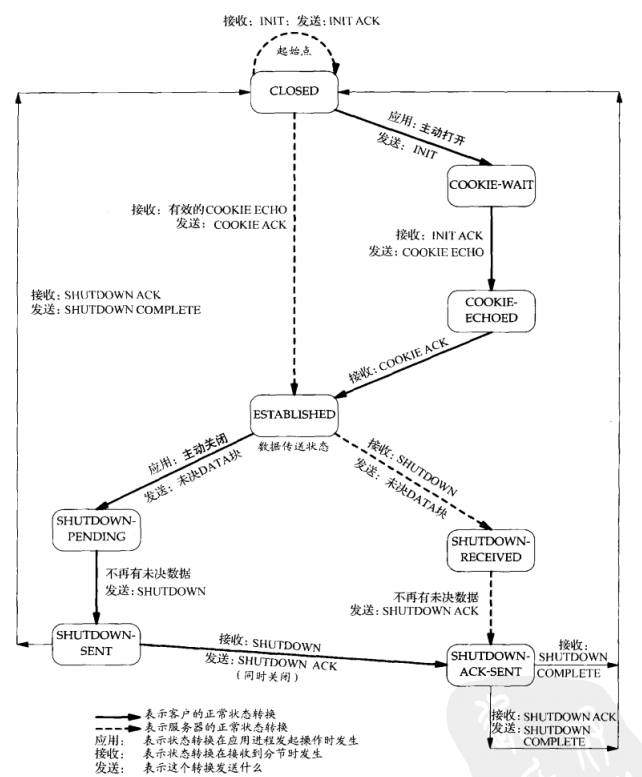 接收：INIT；发送：INIT ACK
起始点
CLOSED
应用：主动打开
发送：INIT
COOKIE-WAIT
接收：有效的COOKIE ECHO
发送：COOKIE ACK
接收：INIT ACK
发送：COOKIE ECHO
接收：SHUTDOWN ACK
发送：SHUTDOWN COMPLETE
COOKIE-
ECHOED
接收：COOKIE ACK
ESTABLISHED
数据传送状态
应用：主动关闭
发送：未决DATA块
接收：SHUTDOWN
发送：未决DATA块
SHUTDOWN-
PENDING
SHUTDOWN-
RECEIVED
不再有未决数据
发送：SHUTDOWN
不再有未决数据
发送：SHUTDOWN ACK
SHUTDOWN-
SENT
接收：SHUTDOWN
发送：SHUTDOWN ACK
（同时关闭）
SHUTDOWN-
ACK-SENT
接收：
SHUTDOWN
COMPLETE
接收：SHUTDOWN ACK
发送：SHUTDOWN
COMPLETE
表示客户的正常状态转换
表示服务器的正常状态转换
应用： 表示状态转换在应用进程发起操作时发生
接收： 表示状态转换在接收到分节时发生
发送： 表示这个转换发送什么